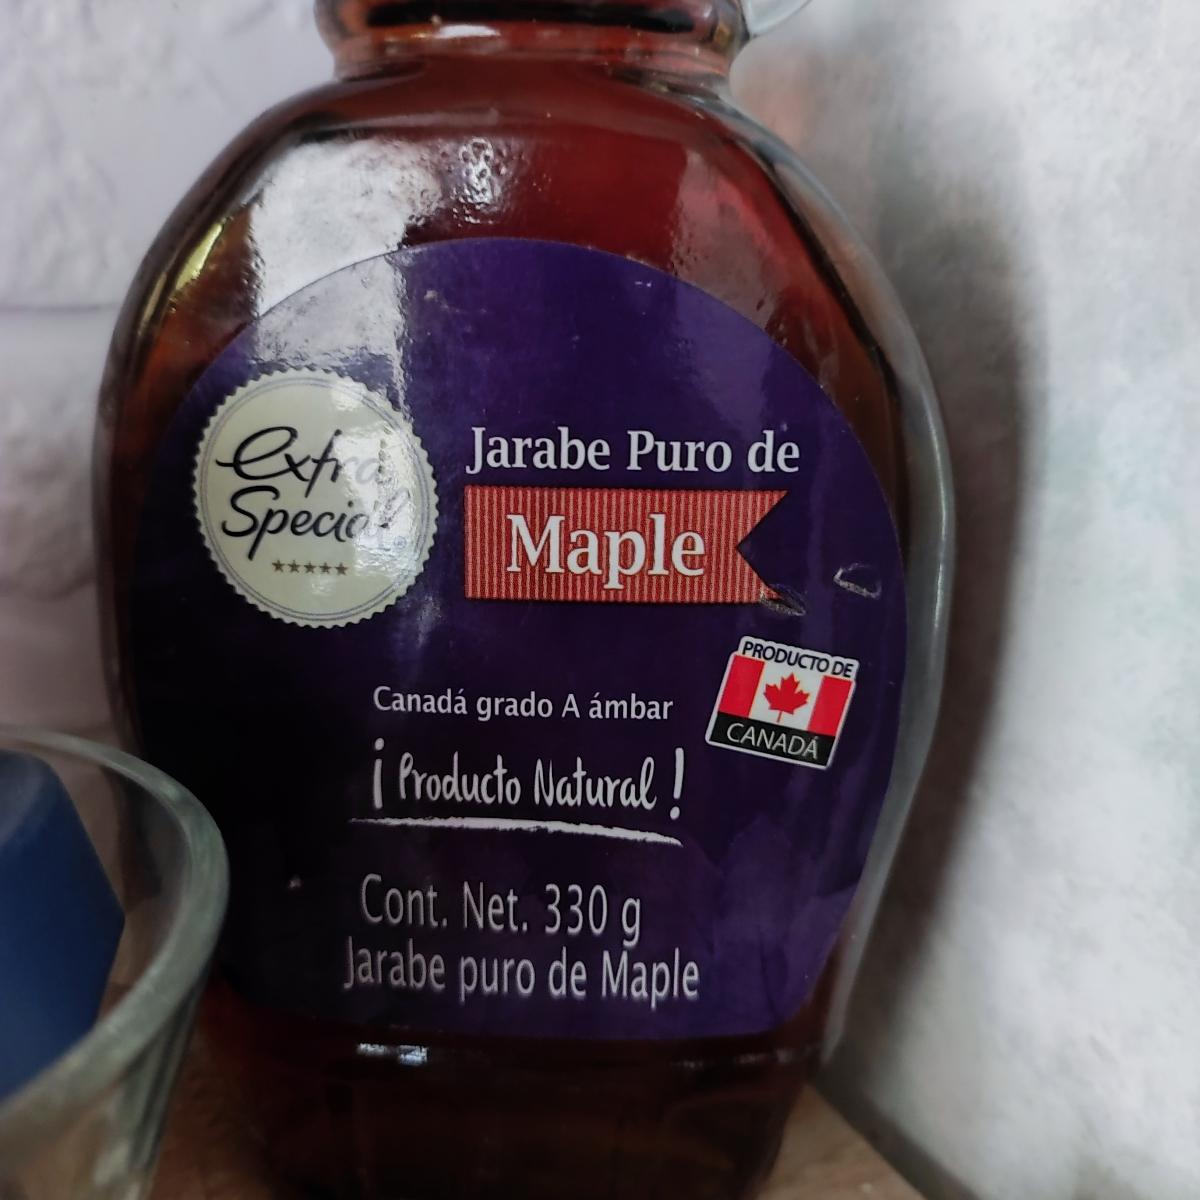 Extra
Special
Jarabe Puro de
Maple
PRODUCTO DE
CANADÁ
Canadá grado A ámbar
¡Producto Natural!
Cont. Net. 330 g
Jarabe puro de Maple